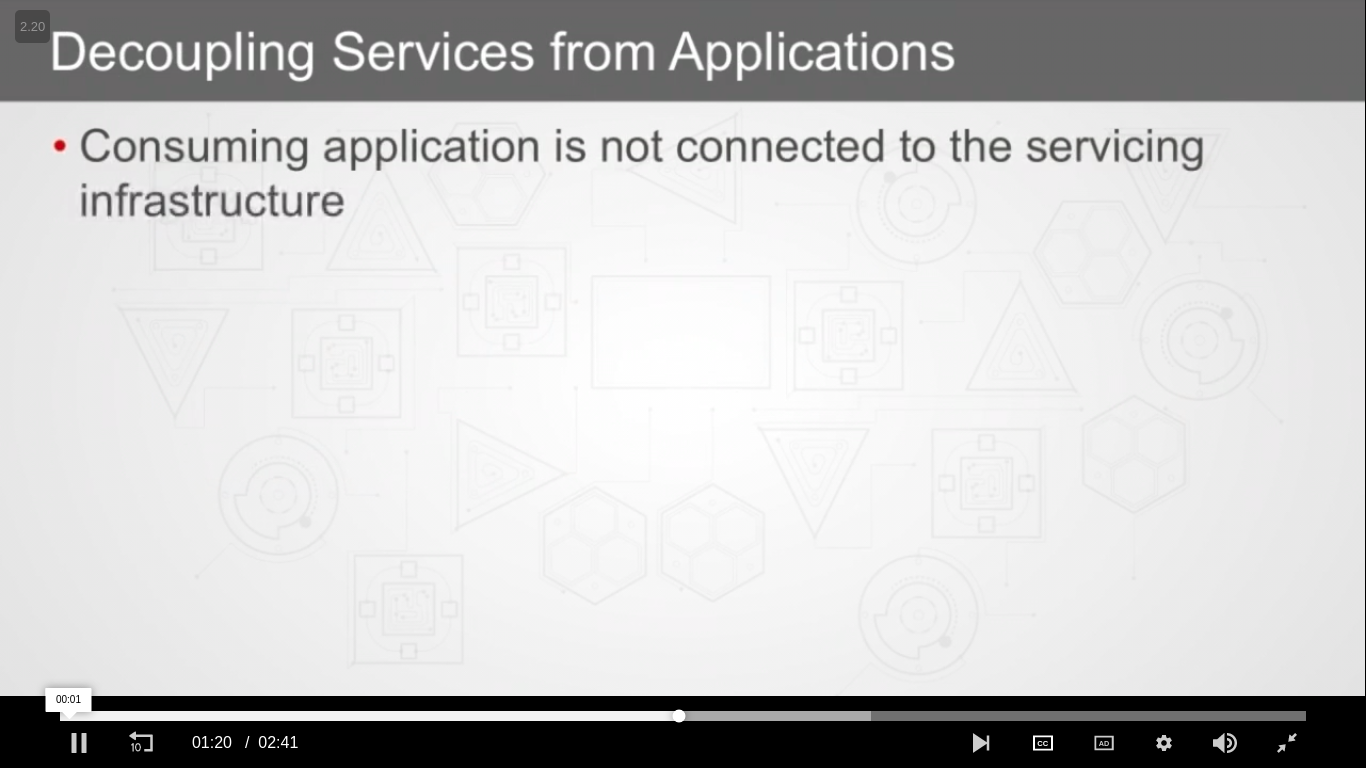 2.20
Decoupling Services from Applications
• Consuming application is not connected to the servicing
infrastructure
00:01
10
01:20 / 02:41
CC
AD